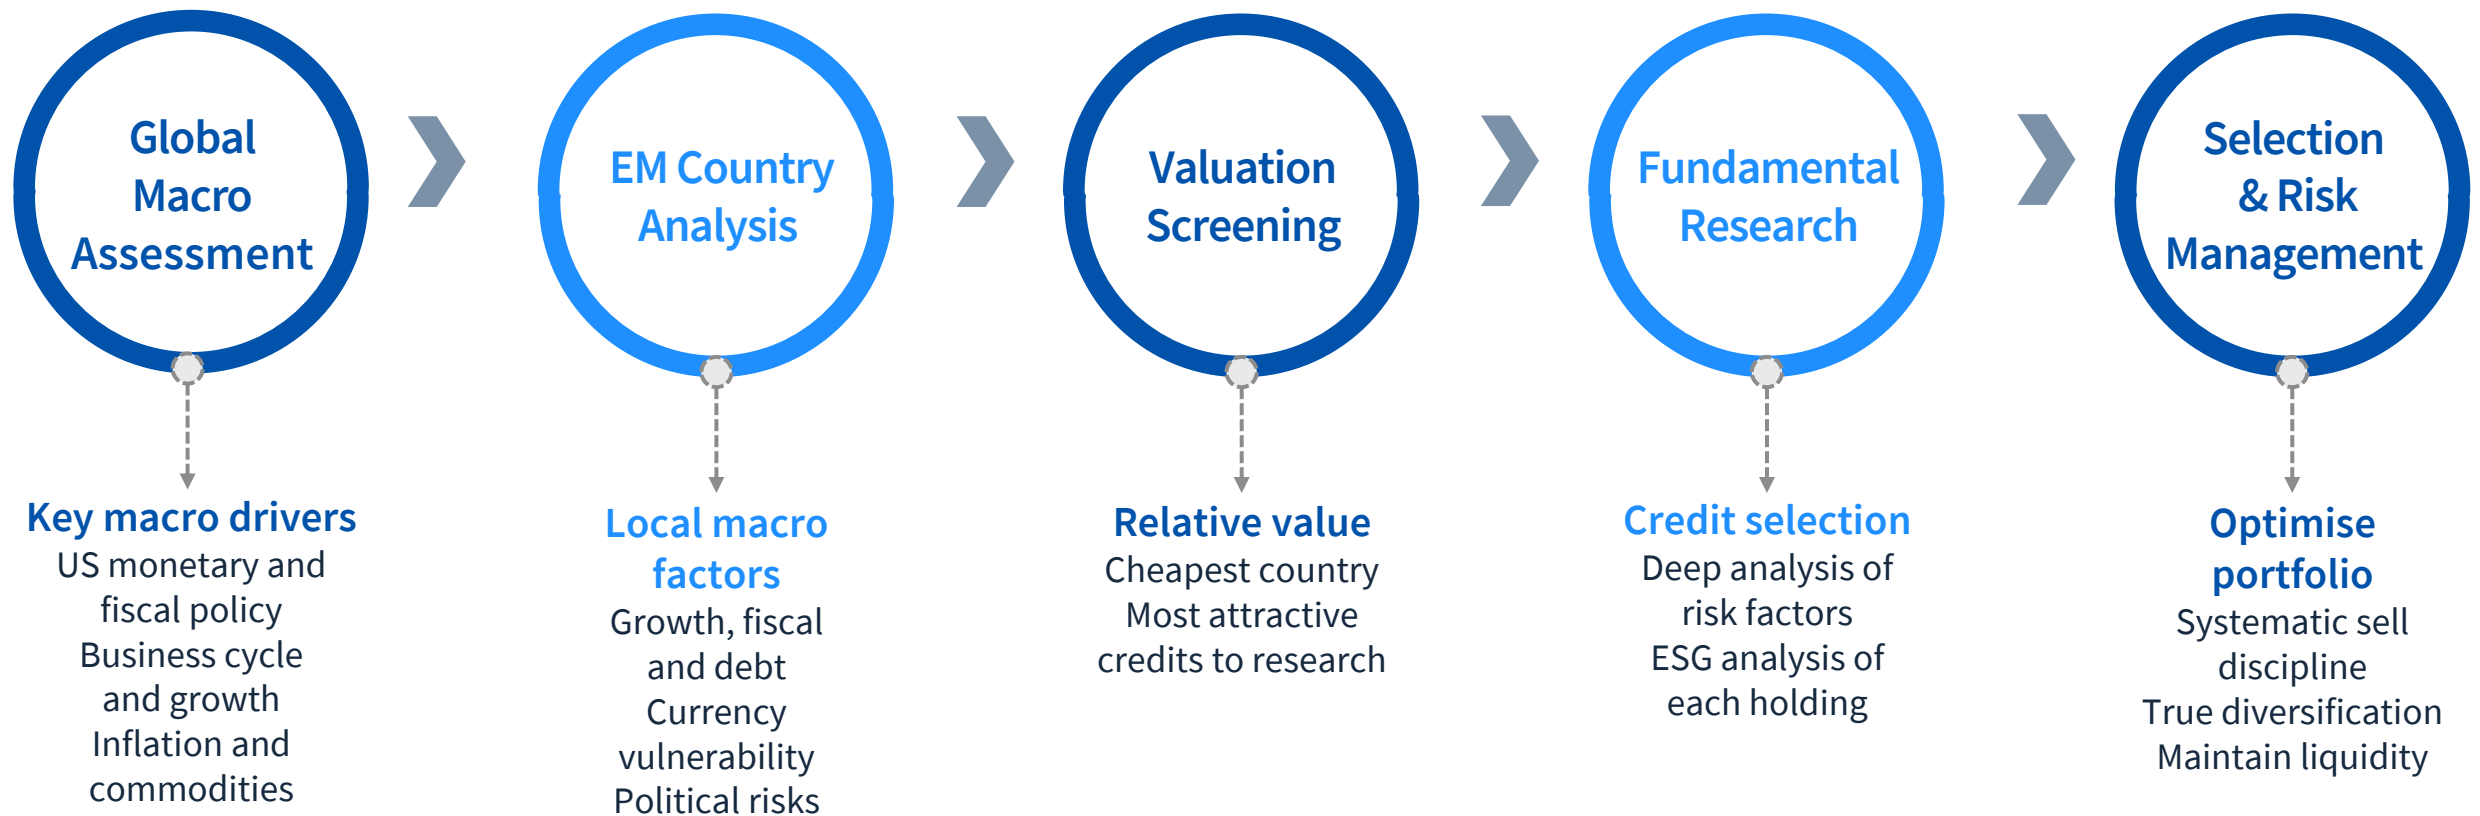 Global
Macro
Assessment
Key macro drivers
US monetary and
fiscal policy
Business cycle
and growth
Inflation and
commodities
EM Country
Analysis
Local macro
factors
Growth, fiscal
and debt
Currency
vulnerability
Political risks
Valuation
Screening
Relative value
Cheapest country
Most attractive
credits to research
Fundamental
Research
Credit selection
Deep analysis of
risk factors
ESG analysis of
each holding
Selection
& Risk
Management
Optimise
portfolio
Systematic sell
discipline
True diversification
Maintain liquidity